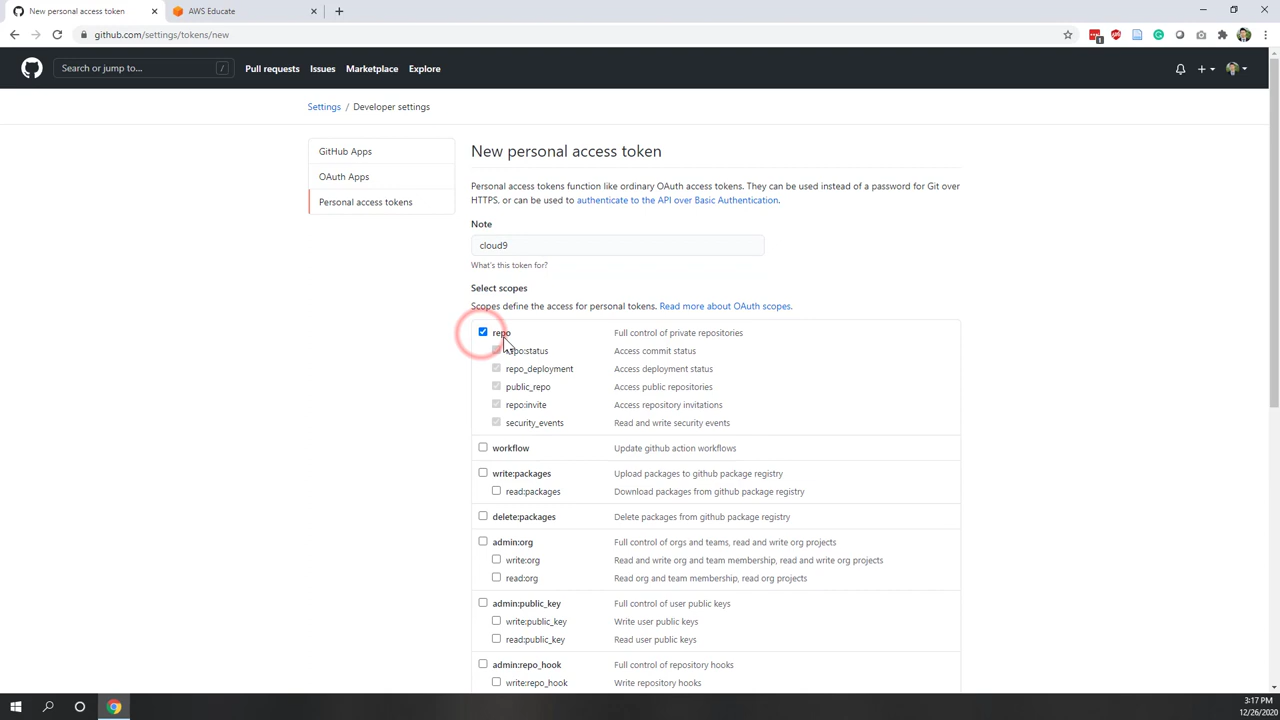 New personal access token
AWS Educate
github.com/settings/tokens/new
1
Search or jump to...
/
Pull requests
Issues
Marketplace
Explore
Settings / Developer settings
GitHub Apps
OAuth Apps
Personal access tokens
New personal access token
Personal access tokens function like ordinary OAuth access tokens. They can be used instead of a password for Git over
HTTPS, or can be used to authenticate to the API over Basic Authentication.
Note
cloud9
What's this token for?
Select scopes
Scopes define the access for personal tokens. Read more about OAuth scopes.
repo Full control of private repositories
repo:status Access commit status
repo_deployment Access deployment status
public_repo Access public repositories
repo:invite Access repository invitations
security_events Read and write security events
workflow Update github action workflows
write:packages Upload packages to github package registry
read:packages Download packages from github package registry
delete:packages Delete packages from github package registry
admin:org Full control of orgs and teams, read and write org projects
write:org Read and write org and team membership, read and write org projects
read:org Read org and team membership, read org projects
admin:public_key Full control of user public keys
write:public_key Write user public keys
read:public_key Read user public keys
admin:repo_hook Full control of repository hooks
write:repo_hook Write repository hooks
3:17 PM
12/26/2020